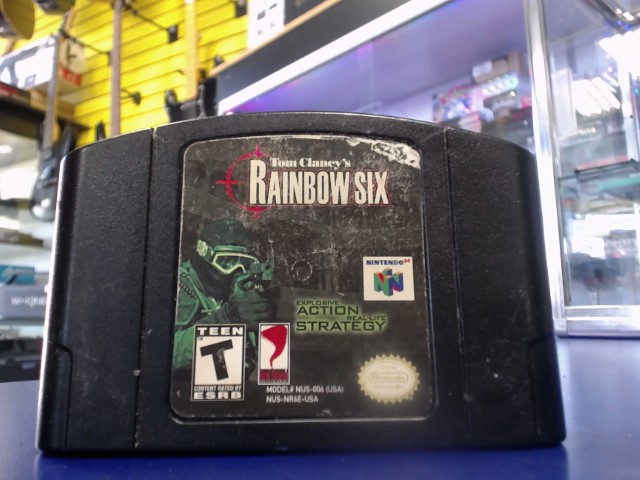 Tom Clancy's
RAINBOW SIX
NINTENDO 64
EXPLOSIVE
ACTION
REAL-LIFE
STRATEGY
TEEN
T
CONTENT RATED BY
ESRB
MODEL# NUS-006 (USA)
NUS-NR6E-USA